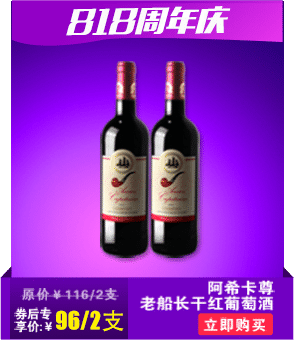 818周年庆
原价￥116/2支
券后专
享价:￥96/2支
阿希卡尊
老船长干红葡萄酒
立即购买